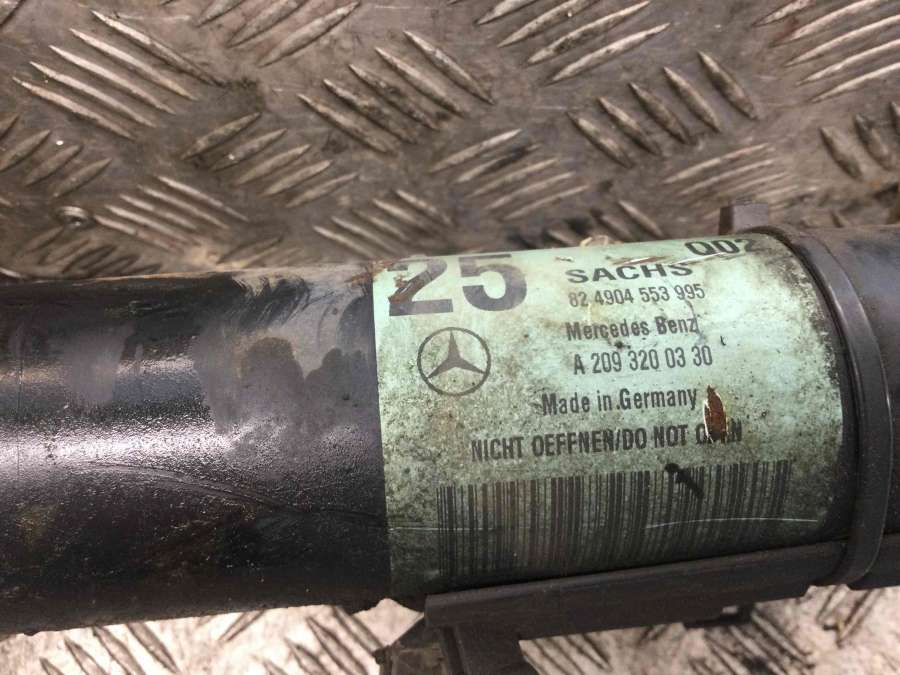 25
002
SACHS
82 4904 553 995
Mercedes Benz
A 209 320 03 30
Made in Germany
NICHT OEFFNEN/DO NOT